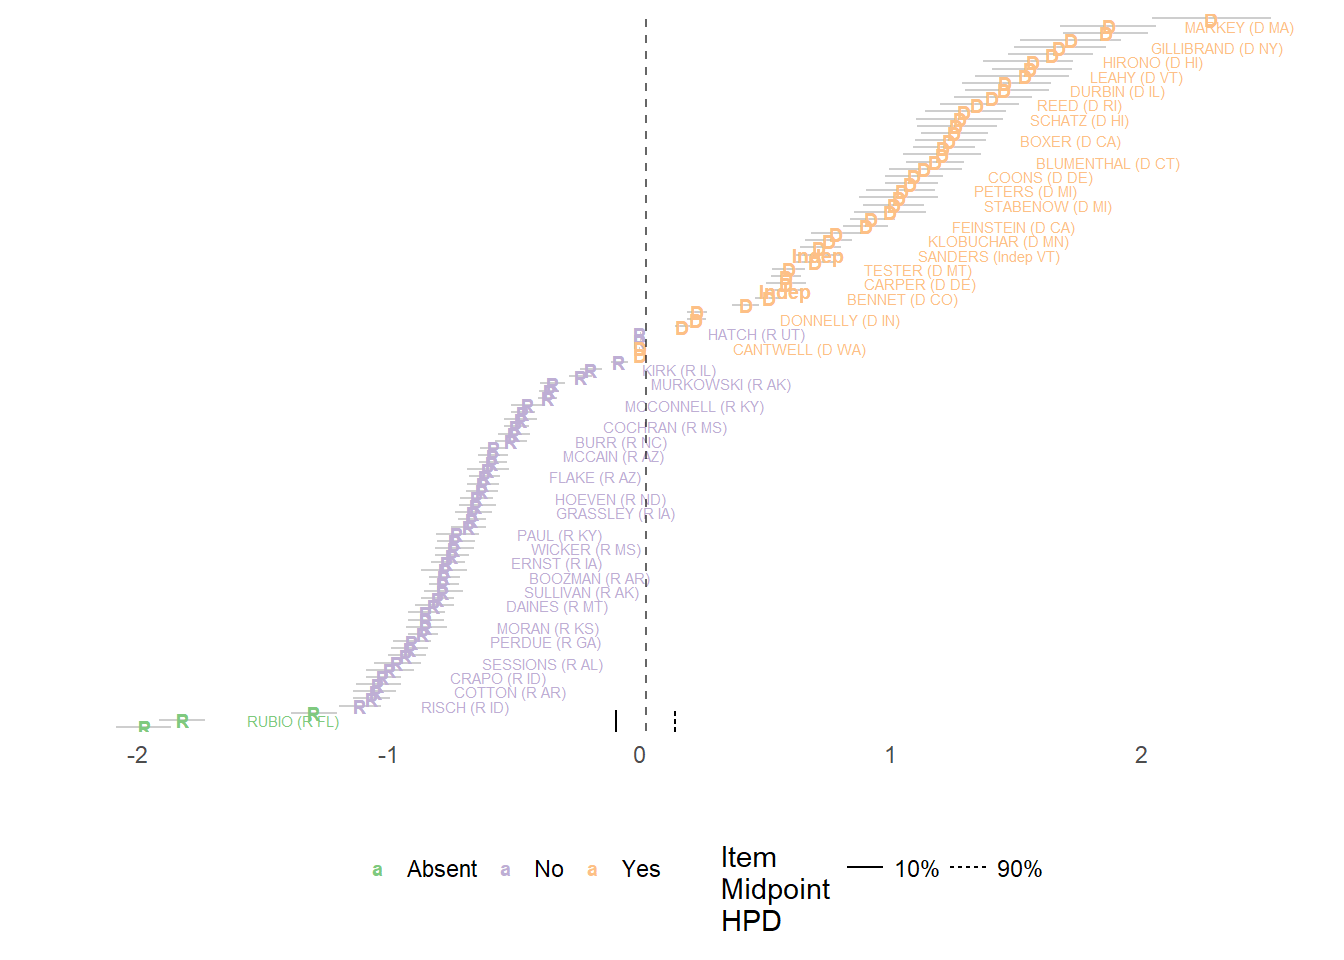 D
D
MARKEY (D MA)
D
D
D
GILLIBRAND (D NY)
D
D
HIRONO (D HI)
D
D
LEAHY (D VT)
D
D
DURBIN (D IL)
D
D
REED (D RI)
D
D
SCHATZ (D HI)
D
D
D
BOXER (D CA)
D
D
D
BLUMENTHAL (D CT)
D
D
COONS (D DE)
D
D
PETERS (D MI)
D
D
STABENOW (D MI)
D
D
D
FEINSTEIN (D CA)
D
D
KLOBUCHAR (D MN)
D
Indep
SANDERS (Indep VT)
D
D
TESTER (D MT)
D
D
CARPER (D DE)
Indep
D
BENNET (D CO)
D
D
D
DONNELLY (D IN)
D
R
HATCH (R UT)
D
CANTWELL (D WA)
D
R
KIRK (R IL)
R
R
MURKOWSKI (R AK)
R
R
R
MCCONNELL (R KY)
R
R
R
COCHRAN (R MS)
R
R
BURR (R NC)
R
R
MCCAIN (R AZ)
R
R
FLAKE (R AZ)
R
R
R
HOEVEN (R ND)
R
R
GRASSLEY (R IA)
R
R
PAUL (R KY)
R
R
WICKER (R MS)
R
R
ERNST (R IA)
R
R
BOOZMAN (R AR)
R
R
SULLIVAN (R AK)
R
R
DAINES (R MT)
R
R
R
MORAN (R KS)
R
R
PERDUE (R GA)
R
R
R
SESSIONS (R AL)
R
R
CRAPO (R ID)
R
R
COTTON (R AR)
R
R
RISCH (R ID)
R
R
RUBIO (R FL)
R
-2 -1 0 1 2
a Absent a No a Yes
Item
Midpoint
HPD
10% 90%